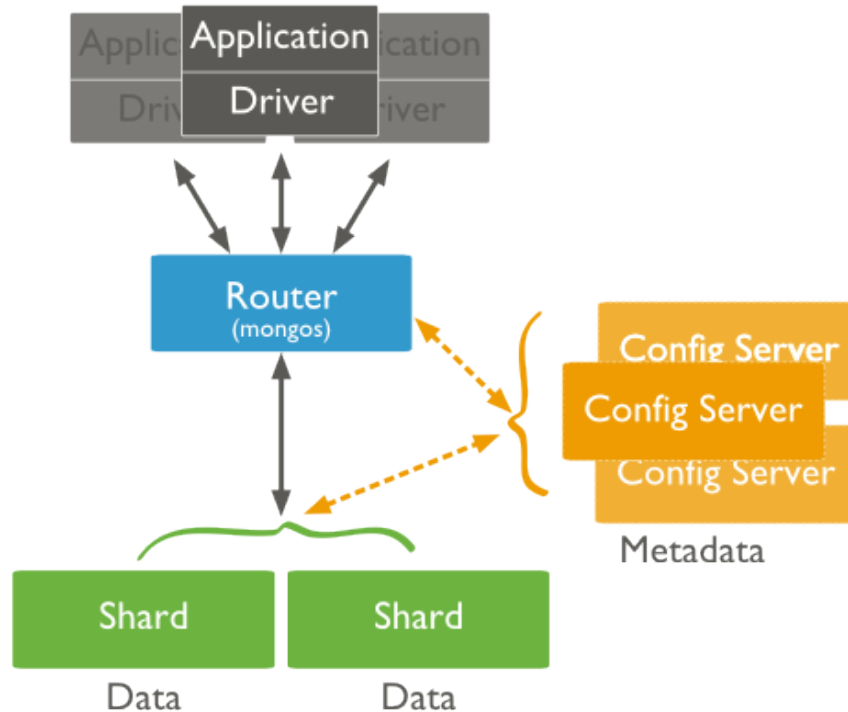 Application
Driver
Router
(mongos)
Config Server
Config Server
Config Server
Metadata
Shard
Shard
Data
Data